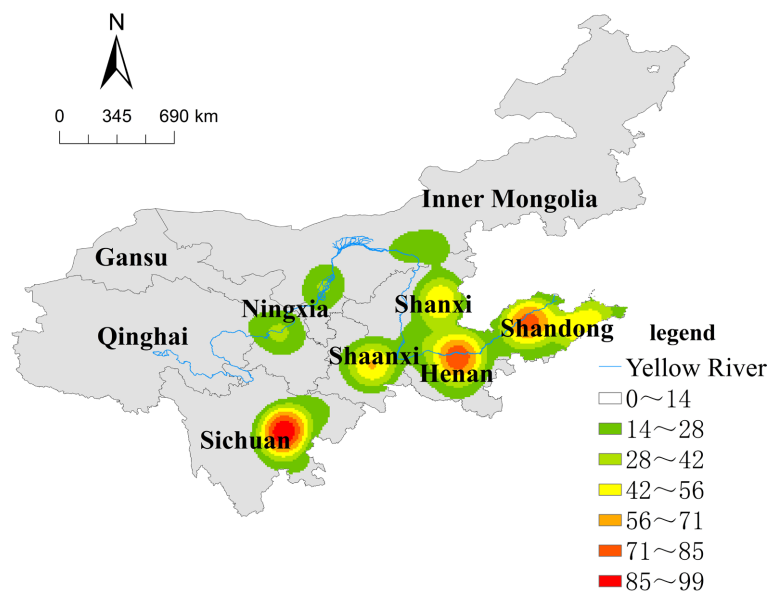 N
0 345 690 km
Inner Mongolia
Gansu
Ningxia
Shanxi
Qinghai
Shandong
Shaanxi
Henan
Sichuan
legend
Yellow River
0～14
14～28
28～42
42～56
56～71
71～85
85～99